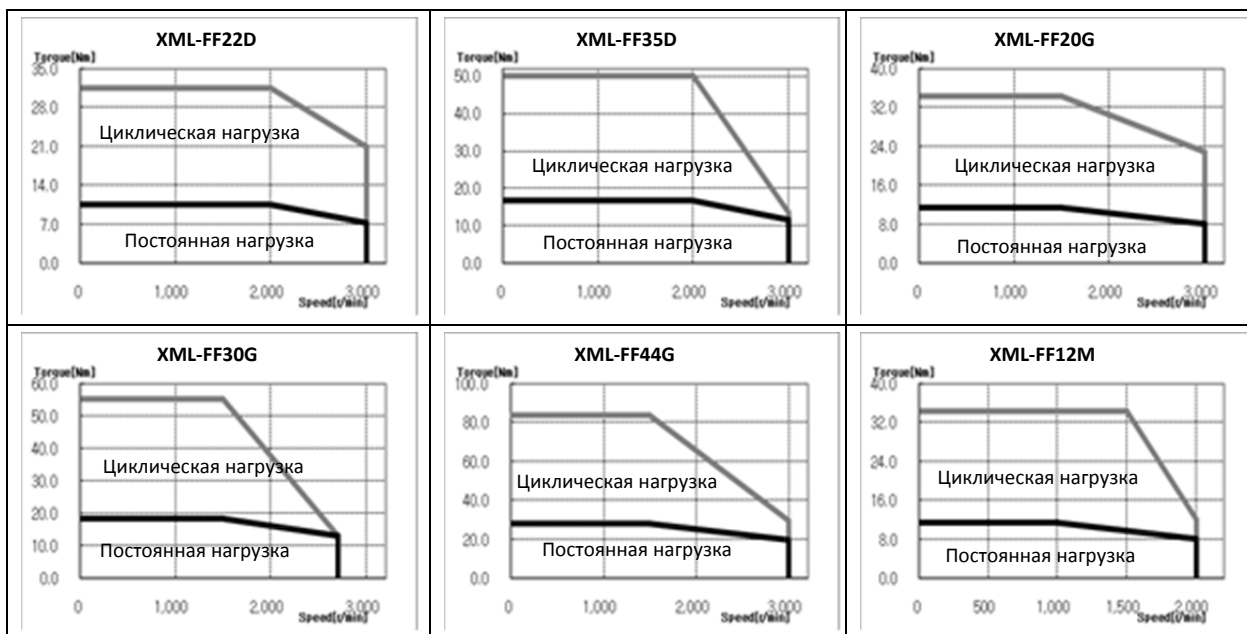 XML-FF22D
Torque[Nm]
35.0
28.0
21.0
14.0
7.0
0.0
Циклическая нагрузка
Постоянная нагрузка
0 1,000 2,000 3,000
Speed[r/min]
XML-FF35D
Torque[Nm]
50.0
40.0
30.0
20.0
10.0
0.0
Циклическая нагрузка
Постоянная нагрузка
0 1,000 2,000 3,000
Speed[r/min]
XML-FF20G
Torque[Nm]
40.0
32.0
24.0
16.0
8.0
0.0
Циклическая нагрузка
Постоянная нагрузка
0 1,000 2,000 3,000
Speed[r/min]
XML-FF30G
Torque[Nm]
60.0
50.0
40.0
30.0
20.0
10.0
0.0
Циклическая нагрузка
Постоянная нагрузка
0 1,000 2,000 3,000
Speed[r/min]
XML-FF44G
Torque[Nm]
100.0
80.0
60.0
40.0
20.0
0.0
Циклическая нагрузка
Постоянная нагрузка
0 1,000 2,000 3,000
Speed[r/min]
XML-FF12M
Torque[Nm]
40.0
32.0
24.0
16.0
8.0
0.0
Циклическая нагрузка
Постоянная нагрузка
0 500 1,000 1,500 2,000
Speed[r/min]